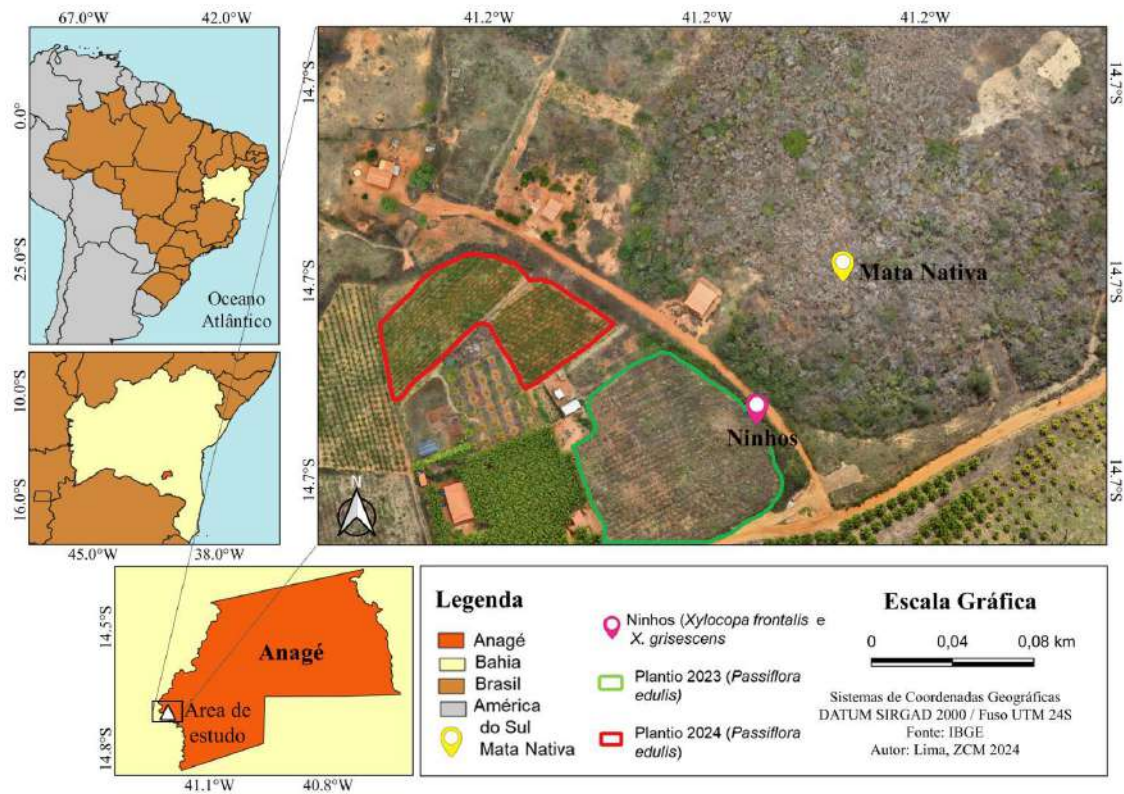 67.0°W
42.0°W
0.0°
25.0°S
Oceano
Atlântico
41.2°W
41.2°W
41.2°W
14.7°S
14.7°S
14.7°S
14.7°S
14.7°S
14.7°S
Mata Nativa
Ninhos
N
10.0°S
16.0°S
45.0°W
38.0°W
14.5°S
14.8°S
Anagé
Área de
estudo
41.1°W
40.8°W
Legenda
Anagé
Bahia
Brasil
América
do Sul
Mata Nativa
Ninhos (Xylocopa frontalis e
X. grisescens
Plantio 2023 (Passiflora
edulis)
Plantio 2024 (Passiflora
edulis)
Escala Gráfica
0 0,04 0,08 km
Sistemas de Coordenadas Geográficas
DATUM SIRGAD 2000 / Fuso UTM 24S
Fonte: IBGE
Autor: Lima, ZCM 2024